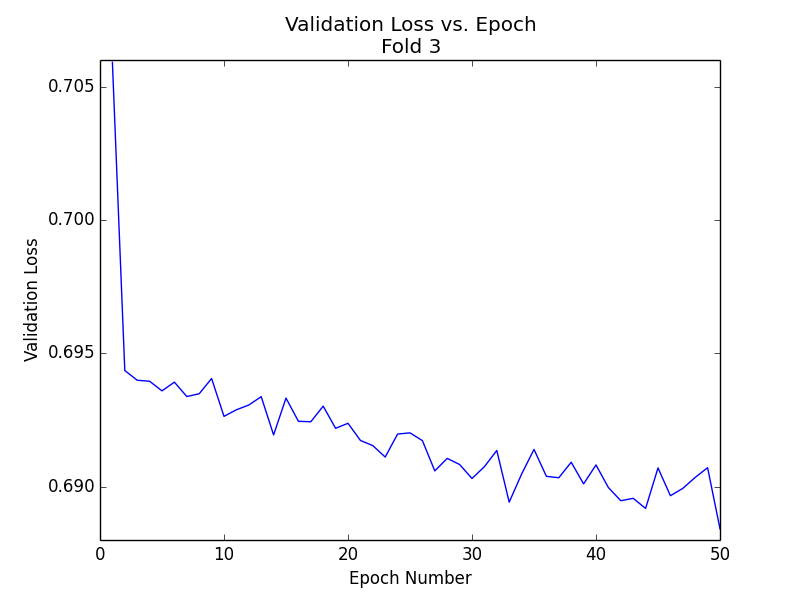 Validation Loss vs. Epoch
Fold 3
0.705
0.700
0.695
0.690
Validation Loss
0 10 20 30 40 50
Epoch Number